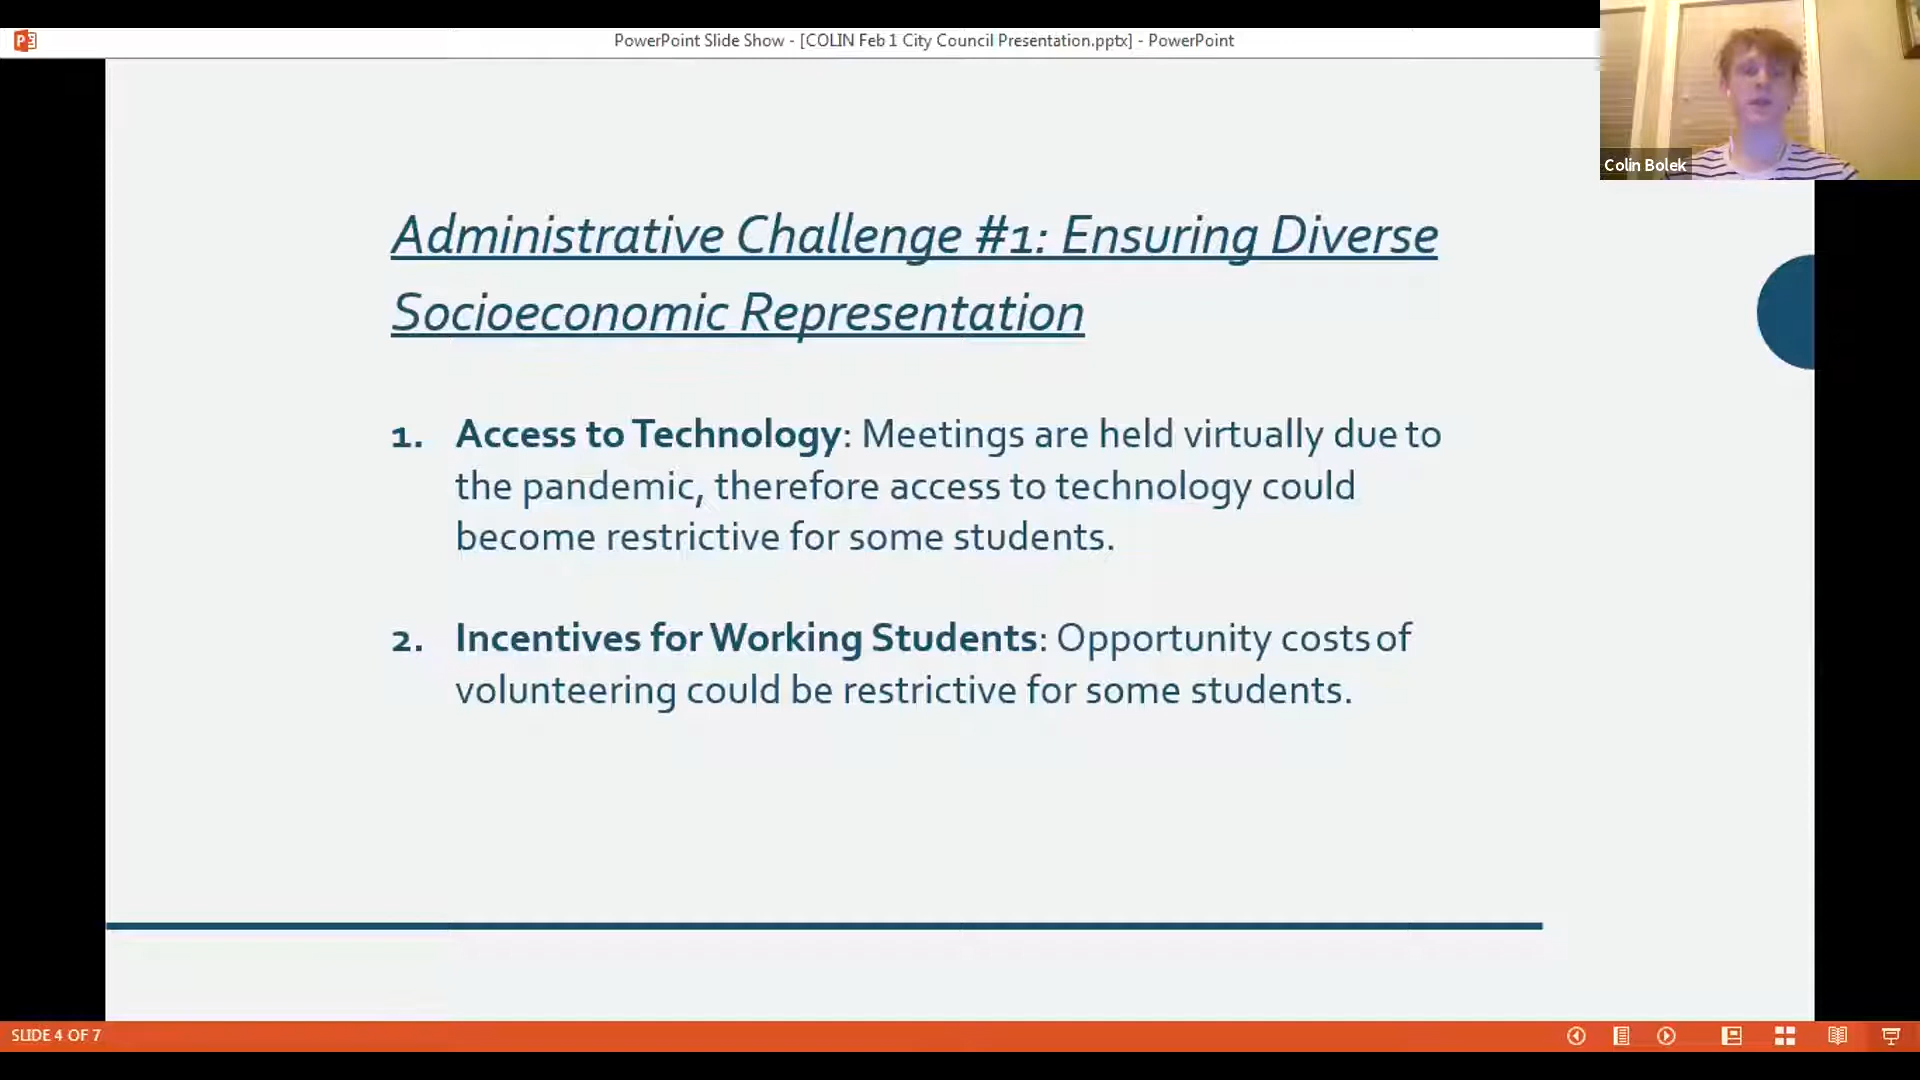 PowerPoint Slide Show - [COLIN Feb 1 City Council Presentation.pptx] - PowerPoint
Colin Bolek
Administrative Challenge #1: Ensuring Diverse
Socioeconomic Representation
1. Access to Technology: Meetings are held virtually due to
the pandemic, therefore access to technology could
become restrictive for some students.
2. Incentives for Working Students: Opportunity costs of
volunteering could be restrictive for some students.
SLIDE 4 OF 7